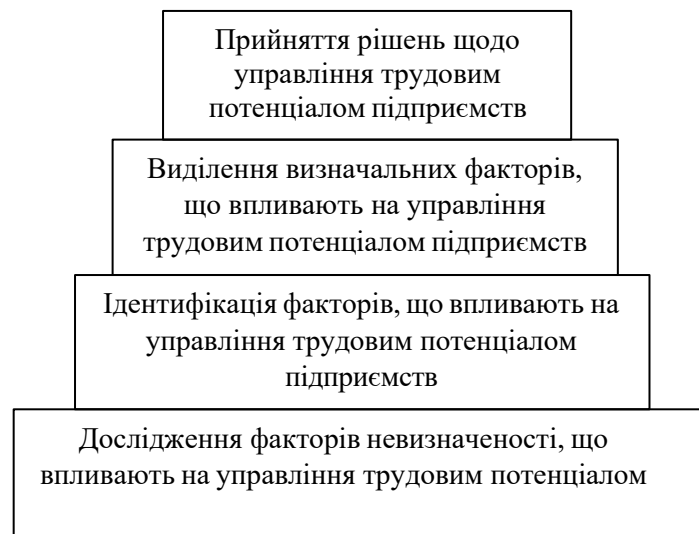 Прийняття рішень щодо
управління трудовим
потенціалом підприємств
Виділення визначальних факторів,
що впливають на управління
трудовим потенціалом підприємств
Ідентифікація факторів, що впливають на
управління трудовим потенціалом
підприємств
Дослідження факторів невизначеності, що
впливають на управління трудовим потенціалом